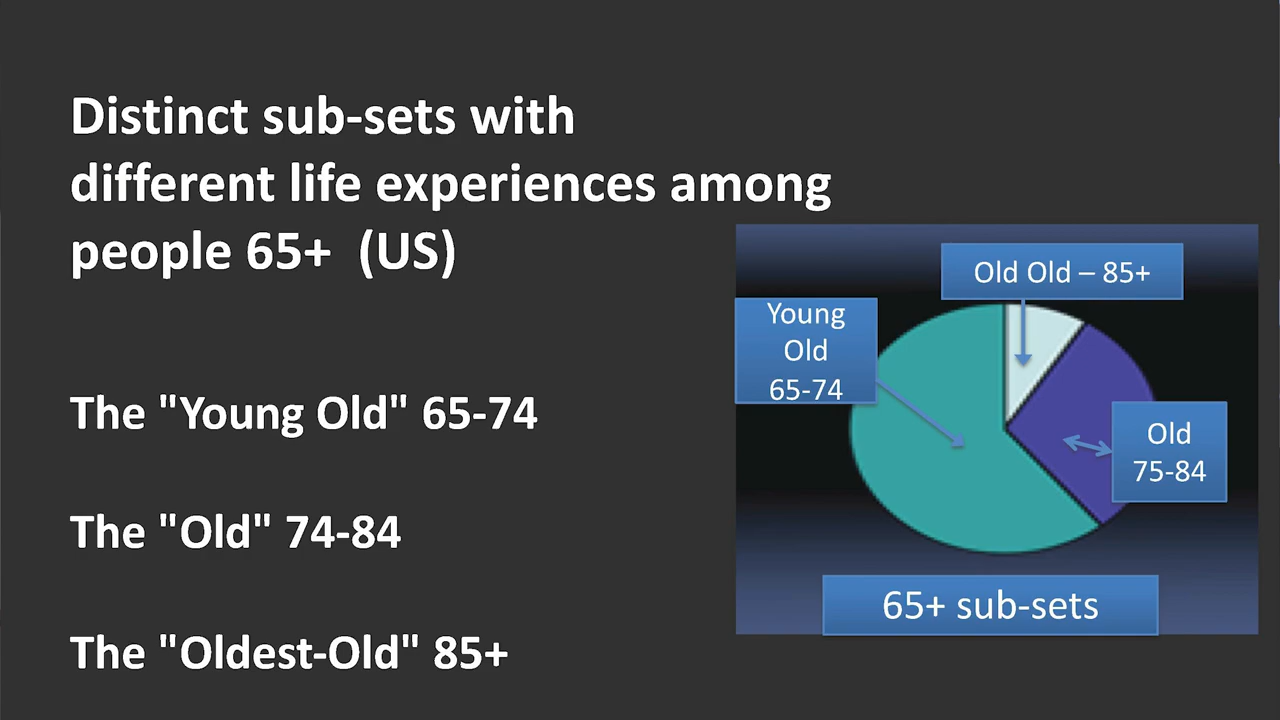 Distinct sub-sets with
different life experiences among
people 65+ (US)
The "Young Old" 65-74
The "Old" 74-84
The "Oldest-Old" 85+
Old Old – 85+
Young
Old
65-74
Old
75-84
65+ sub-sets